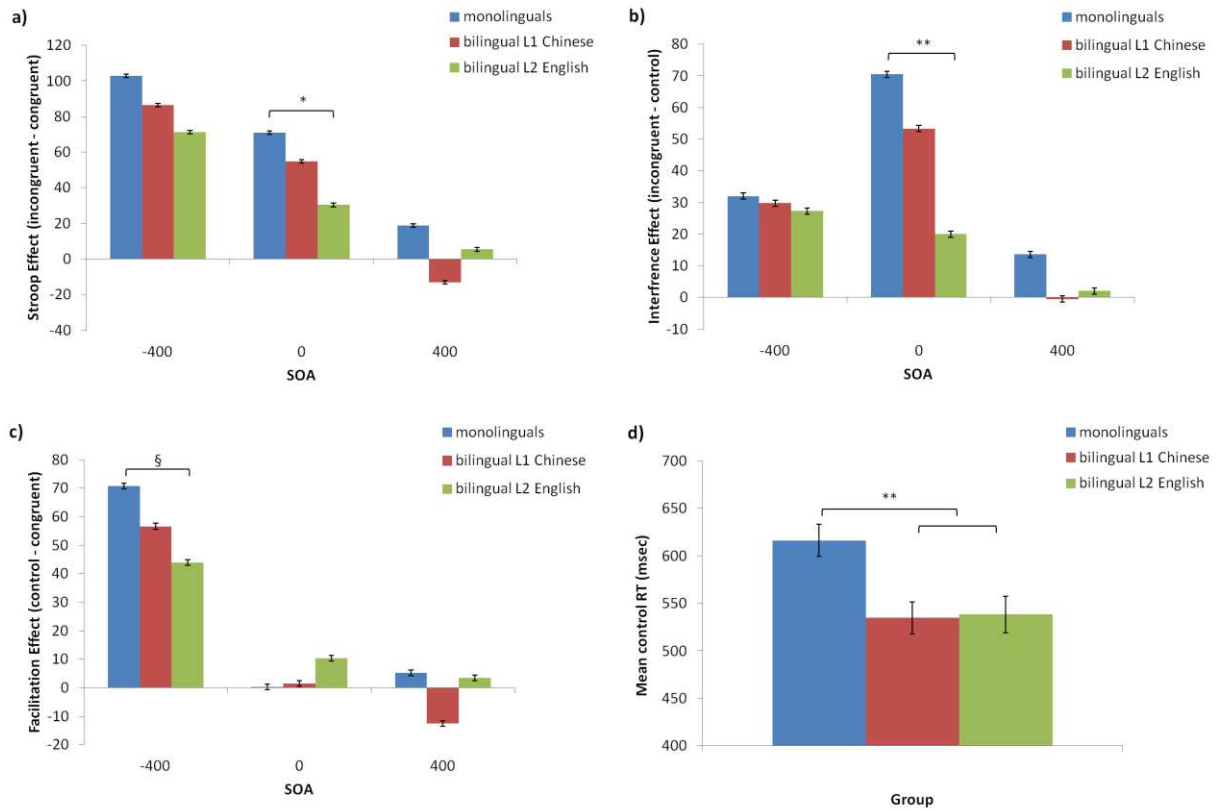 a)
monolinguals
bilingual L1 Chinese
bilingual L2 English
Stroop Effect (incongruent - congruent)
120
100
80
60
40
20
0
-20
-40
*
-400
0
400
SOA
b)
monolinguals
bilingual L1 Chinese
bilingual L2 English
Interfrence Effect (incongruent - control)
80
70
60
50
40
30
20
10
0
-10
**
-400
0
400
SOA
c)
monolinguals
bilingual L1 Chinese
bilingual L2 English
Facilitation Effect (control - congruent)
80
70
60
50
40
30
20
10
0
-10
-20
§
-400
0
400
SOA
d)
monolinguals
bilingual L1 Chinese
bilingual L2 English
Mean control RT (msec)
700
650
600
550
500
450
400
**
Group